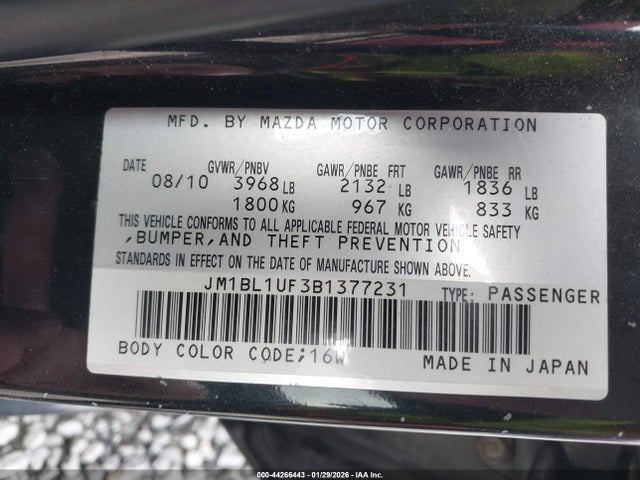 MFD. BY MAZDA MOTOR CORPORATION
DATE GVWR/PNBV GAWR/PNBE FRT GAWR/PNBE RR
08/10 3968 LB 2132 LB 1836 LB
1800 KG 967 KG 833 KG
THIS VEHICLE CONFORMS TO ALL APPLICABLE FEDERAL MOTOR VEHICLE SAFETY
,BUMPER,AND THEFT PREVENTION
STANDARDS IN EFFECT ON THE DATE OF MANUFACTURE SHOWN ABOVE.
JM1BL1UF3B1377231 TYPE: PASSENGER
BODY COLOR CODE;16W MADE IN JAPAN
000-44266443 - 01/29/2026 - IAAHC